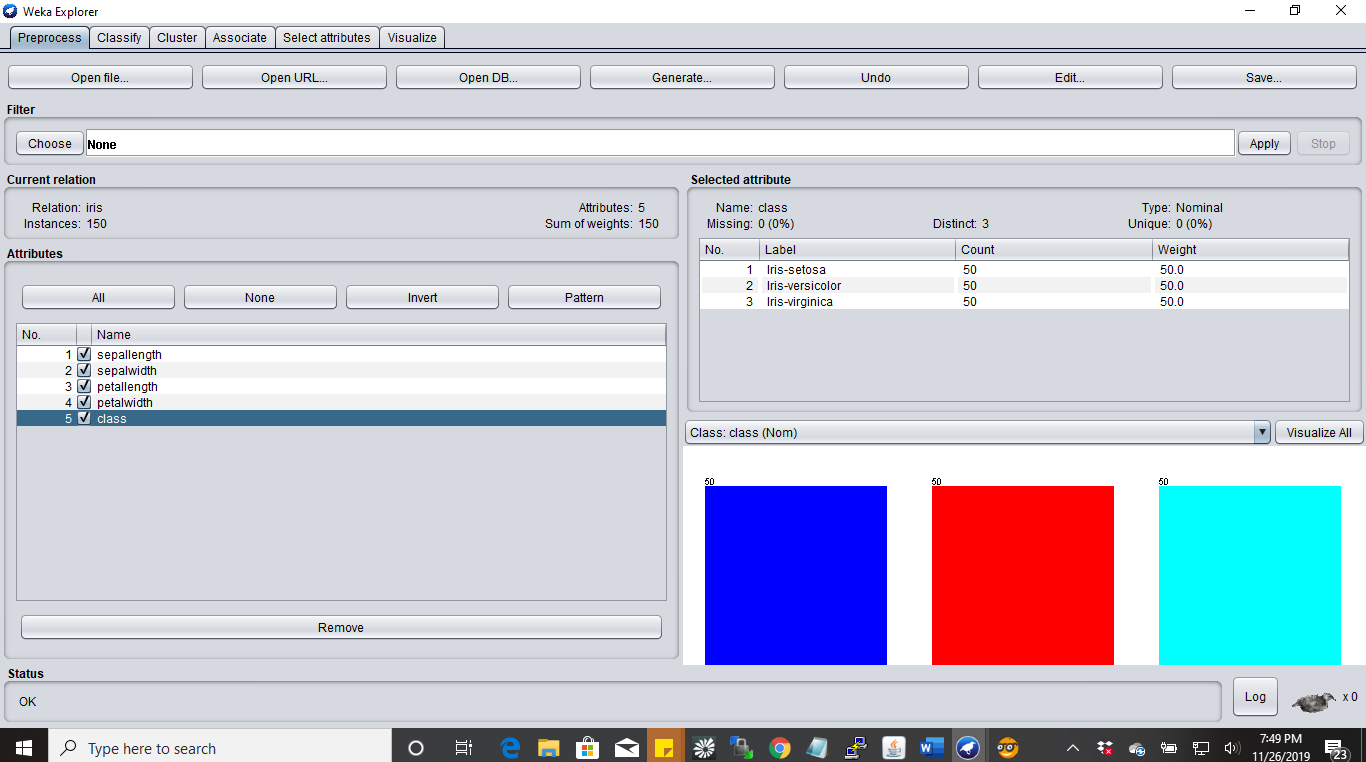 Weka Explorer
Preprocess Classify Cluster Associate Select attributes Visualize
Open file... Open URL... Open DB... Generate... Undo Edit... Save...
Filter
Choose None Apply Stop
Current relation
Relation: iris Attributes: 5
Instances: 150 Sum of weights: 150
Attributes
All None Invert Pattern
No. Name
1 sepallength
2 sepalwidth
3 petallength
4 petalwidth
5 class
Remove
Selected attribute
Name: class Type: Nominal
Missing: 0 (0%) Distinct: 3 Unique: 0 (0%)
No. Label Count Weight
1 Iris-setosa 50 50.0
2 Iris-versicolor 50 50.0
3 Iris-virginica 50 50.0
Class: class (Nom) Visualize All
50 50 50
Status
OK Log x 0
Type here to search
7:49 PM
11/26/2019
23